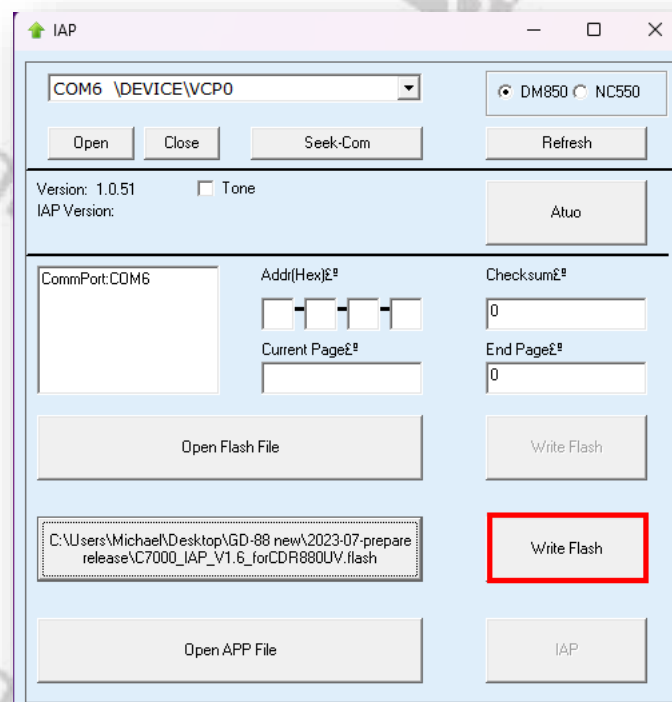 IAP
COM6 \DEVICE\VCP0
DM850 NC550
Open Close Seek-Com Refresh
Version: 1.0.51 Tone
IAP Version:
Atuo
CommPort:COM6
Addr(Hex)£º
Checksum£º
0
Current Page£º
End Page£º
0
Open Flash File
Write Flash
C:\Users\Michael\Desktop\GD-88 new\2023-07-prepare
release\C7000_IAP_V1.6_forCDR880UV.flash
Write Flash
Open APP File
IAP